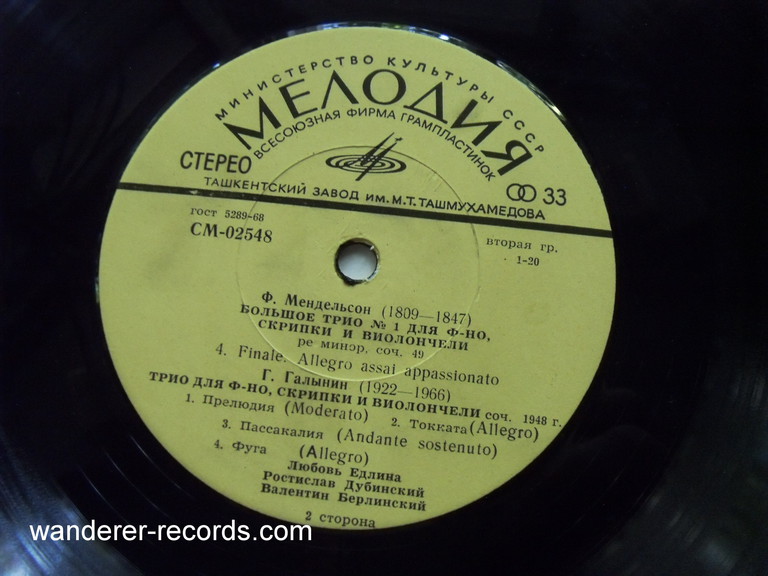 МИНИСТЕРСТВО КУЛЬТУРЫ СССР
МЕЛОДИЯ
ВСЕСОЮЗНАЯ ФИРМА ГРАМПЛАСТИНОК
СТЕРЕО
33
ТАШКЕНТСКИЙ ЗАВОД ИМ. М.Т. ТАШМУХАМЕДОВА
гост 5289-68
СМ-02548
вторая гр.
1-20
Ф. Мендельсон (1809—1847)
БОЛЬШОЕ ТРИО № 1 ДЛЯ Ф-НО,
СКРИПКИ И ВИОЛОНЧЕЛИ
ре минор, соч. 49
4. Finale. Allegro assai appassionato
Г. Галынин (1922—1966)
ТРИО ДЛЯ Ф-НО, СКРИПКИ И ВИОЛОНЧЕЛИ соч. 1948 г.
1. Прелюдия (Moderato) 2. Токката (Allegro)
3. Пассакалия (Andante sostenuto)
4. Фуга (Allegro)
Любовь Едлина
Ростислав Дубинский
Валентин Берлинский
2 сторона
wanderer-records.com